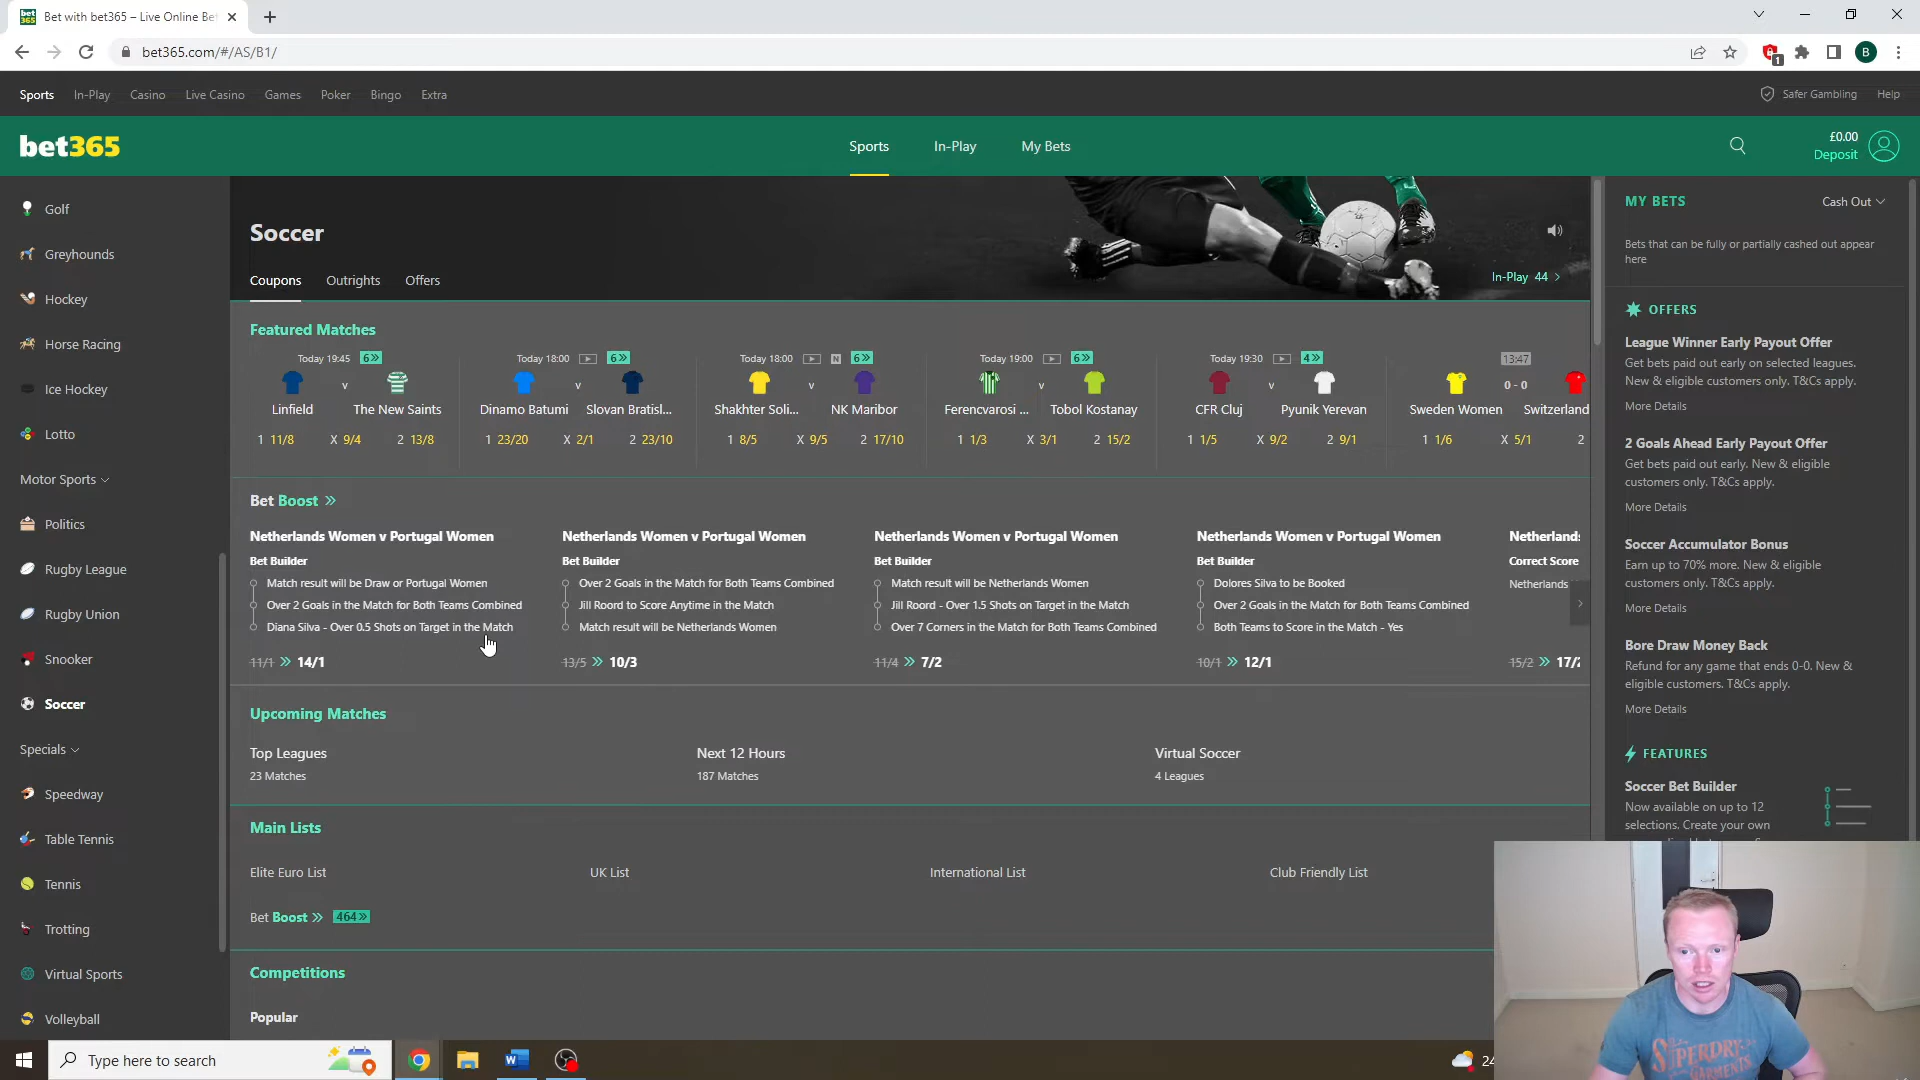 bet365 Bet with bet365 – Live Online Bet
bet365.com/#/AS/B1/
1
B
Sports In-Play Casino Live Casino Games Poker Bingo Extra
Safer Gambling Help
bet365
Sports In-Play My Bets
£0.00
Deposit
Golf
Greyhounds
Hockey
Horse Racing
Ice Hockey
Lotto
Motor Sports
Politics
Rugby League
Rugby Union
Snooker
Soccer
Specials
Speedway
Table Tennis
Tennis
Trotting
Virtual Sports
Volleyball
Soccer
Coupons Outrights Offers
In-Play 44
Featured Matches
Today 19:45 6»
Linfield v The New Saints
1 11/8 X 9/4 2 13/8
Today 18:00 6»
Dinamo Batumi v Slovan Bratisl...
1 23/20 X 2/1 2 23/10
Today 18:00 N 6»
Shakhter Soli... v NK Maribor
1 8/5 X 9/5 2 17/10
Today 19:00 6»
Ferencvarosi ... v Tobol Kostanay
1 1/3 X 3/1 2 15/2
Today 19:30 4»
CFR Cluj v Pyunik Yerevan
1 1/5 X 9/2 2 9/1
13:47
0 - 0
Sweden Women Switzerland
1 1/6 X 5/1 2
Bet Boost »
Netherlands Women v Portugal Women
Bet Builder
Match result will be Draw or Portugal Women
Over 2 Goals in the Match for Both Teams Combined
Diana Silva - Over 0.5 Shots on Target in the Match
11/1 » 14/1
Netherlands Women v Portugal Women
Bet Builder
Over 2 Goals in the Match for Both Teams Combined
Jill Roord to Score Anytime in the Match
Match result will be Netherlands Women
13/5 » 10/3
Netherlands Women v Portugal Women
Bet Builder
Match result will be Netherlands Women
Jill Roord - Over 1.5 Shots on Target in the Match
Over 7 Corners in the Match for Both Teams Combined
11/4 » 7/2
Netherlands Women v Portugal Women
Bet Builder
Dolores Silva to be Booked
Over 2 Goals in the Match for Both Teams Combined
Both Teams to Score in the Match - Yes
10/1 » 12/1
Netherlands
Correct Score
Netherlands
15/2 » 17/2
Upcoming Matches
Top Leagues Next 12 Hours Virtual Soccer
23 Matches 187 Matches 4 Leagues
Main Lists
Elite Euro List UK List International List Club Friendly List
Bet Boost » 464»
Competitions
Popular
MY BETS Cash Out
Bets that can be fully or partially cashed out appear
here
OFFERS
League Winner Early Payout Offer
Get bets paid out early on selected leagues.
New & eligible customers only. T&Cs apply.
More Details
2 Goals Ahead Early Payout Offer
Get bets paid out early. New & eligible
customers only. T&Cs apply.
More Details
Soccer Accumulator Bonus
Earn up to 70% more. New & eligible
customers only. T&Cs apply.
More Details
Bore Draw Money Back
Refund for any game that ends 0-0. New &
eligible customers. T&Cs apply.
More Details
FEATURES
Soccer Bet Builder
Now available on up to 12
selections. Create your own
SUPERDRY
GARMENTS
Type here to search
W
24